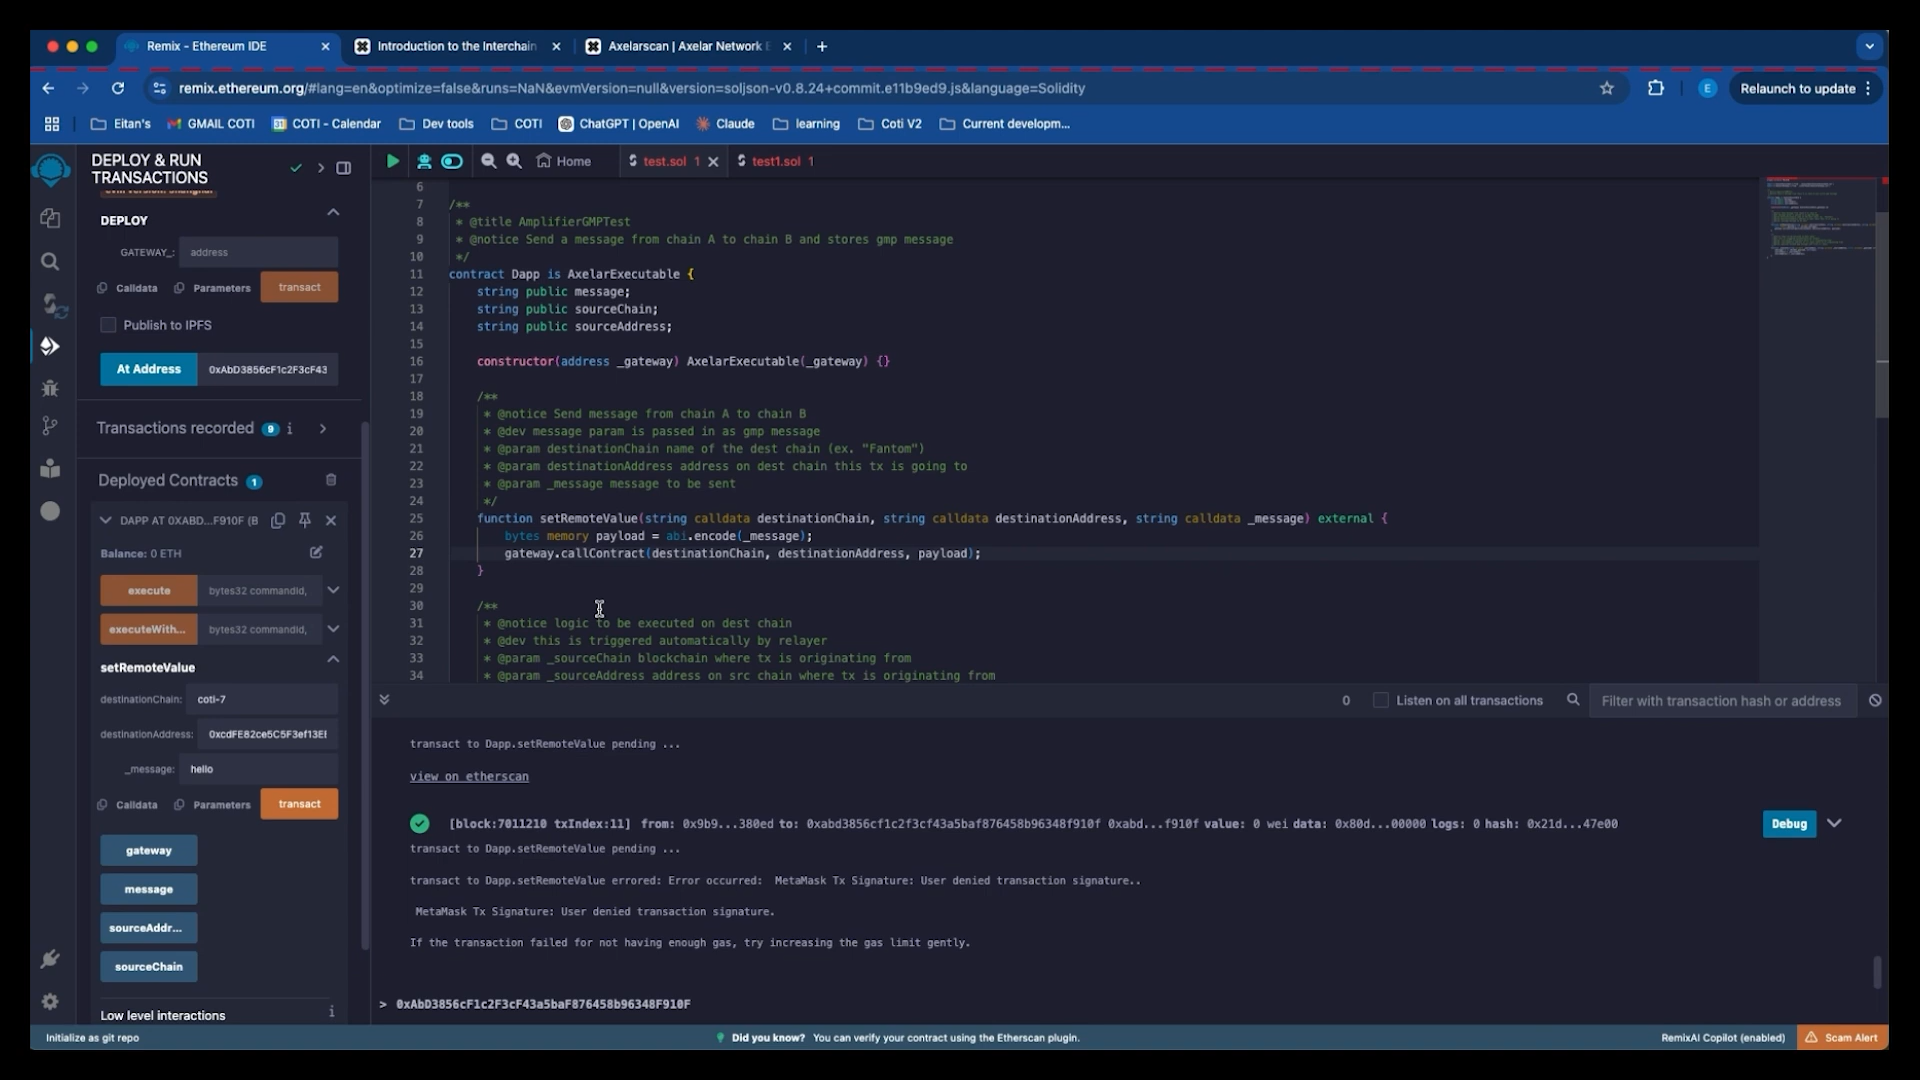 Remix - Ethereum IDE
Introduction to the Interchain
Axelarscan | Axelar Network E
remix.ethereum.org/#lang=en&optimize=false&runs=NaN&evmVersion=null&version=soljson-v0.8.24+commit.e11b9ed9.js&language=Solidity
E
Relaunch to update
Eitan's
GMAIL COTI
COTI - Calendar
Dev tools
COTI
ChatGPT | OpenAI
Claude
learning
Coti V2
Current developm...
DEPLOY & RUN
TRANSACTIONS
Home
test.sol 1
test1.sol 1
DEPLOY
GATEWAY_: address
Calldata Parameters transact
Publish to IPFS
At Address 0xAbD3856cF1c2F3cF43
Transactions recorded 9 i
Deployed Contracts 1
DAPP AT 0XABD...F910F (B
Balance: 0 ETH
execute bytes32 commandId,
executeWith... bytes32 commandId,
setRemoteValue
destinationChain: coti-7
destinationAddress: 0xcdFE82ce5C5F3ef13El
_message: hello
Calldata Parameters transact
gateway
message
sourceAddr...
sourceChain
Low level interactions i
6
7 /**
8 * @title AmplifierGMPTest
9 * @notice Send a message from chain A to chain B and stores gmp message
10 */
11 contract Dapp is AxelarExecutable {
12 string public message;
13 string public sourceChain;
14 string public sourceAddress;
15
16 constructor(address _gateway) AxelarExecutable(_gateway) {}
17
18 /**
19 * @notice Send message from chain A to chain B
20 * @dev message param is passed in as gmp message
21 * @param destinationChain name of the dest chain (ex. "Fantom")
22 * @param destinationAddress address on dest chain this tx is going to
23 * @param _message message to be sent
24 */
25 function setRemoteValue(string calldata destinationChain, string calldata destinationAddress, string calldata _message) external {
26 bytes memory payload = abi.encode(_message);
27 gateway.callContract(destinationChain, destinationAddress, payload);
28 }
29
30 /**
31 * @notice logic to be executed on dest chain
32 * @dev this is triggered automatically by relayer
33 * @param _sourceChain blockchain where tx is originating from
34 * @param _sourceAddress address on src chain where tx is originating from
0 Listen on all transactions Filter with transaction hash or address
transact to Dapp.setRemoteValue pending ...
view on etherscan
[block:7011210 txIndex:11] from: 0x9b9...380ed to: 0xabd3856cf1c2f3cf43a5baf876458b96348f910f 0xabd...f910f value: 0 wei data: 0x80d...00000 logs: 0 hash: 0x21d...47e00
Debug
transact to Dapp.setRemoteValue pending ...
transact to Dapp.setRemoteValue errored: Error occurred: MetaMask Tx Signature: User denied transaction signature..
MetaMask Tx Signature: User denied transaction signature.
If the transaction failed for not having enough gas, try increasing the gas limit gently.
> 0xAbD3856cF1c2F3cF43a5baF876458b96348F910F
Initialize as git repo
Did you know? You can verify your contract using the Etherscan plugin.
RemixAI Copilot (enabled)
Scam Alert